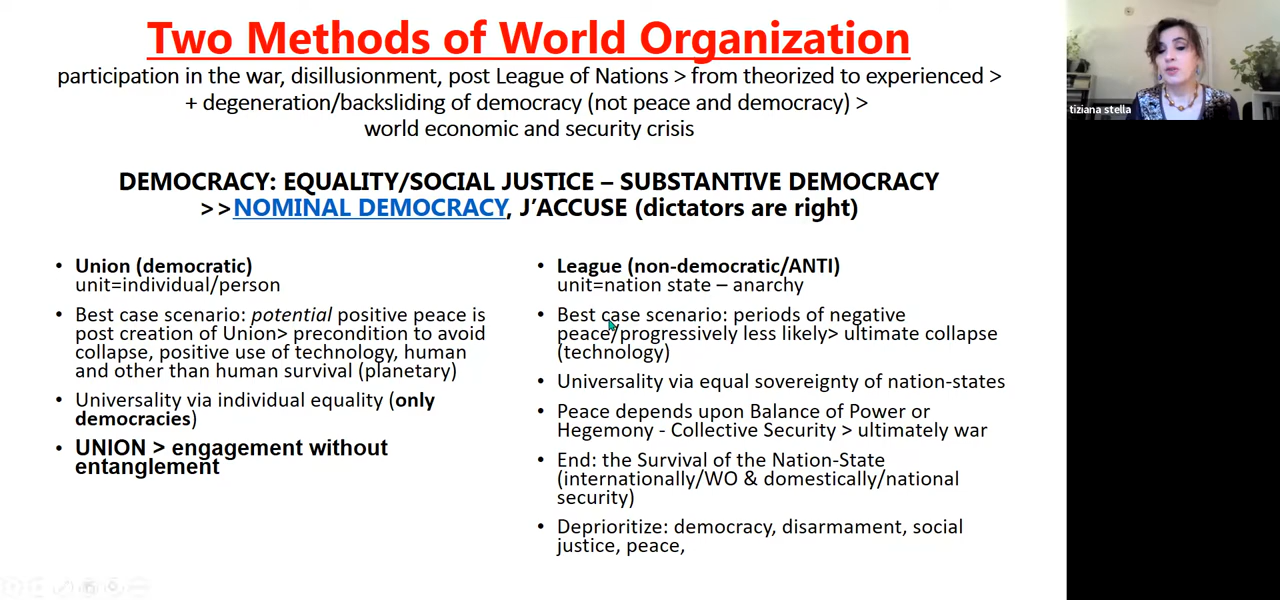 Two Methods of World Organization
participation in the war, disillusionment, post League of Nations > from theorized to experienced >
+ degeneration/backsliding of democracy (not peace and democracy) >
world economic and security crisis
DEMOCRACY: EQUALITY/SOCIAL JUSTICE – SUBSTANTIVE DEMOCRACY
>>NOMINAL DEMOCRACY, J’ACCUSE (dictators are right)
• Union (democratic)
unit=individual/person
• Best case scenario: potential positive peace is
post creation of Union> precondition to avoid
collapse, positive use of technology, human
and other than human survival (planetary)
• Universality via individual equality (only
democracies)
• UNION > engagement without
entanglement
• League (non-democratic/ANTI)
unit=nation state – anarchy
• Best case scenario: periods of negative
peace/progressively less likely> ultimate collapse
(technology)
• Universality via equal sovereignty of nation-states
• Peace depends upon Balance of Power or
Hegemony - Collective Security > ultimately war
• End: the Survival of the Nation-State
(internationally/WO & domestically/national
security)
• Deprioritize: democracy, disarmament, social
justice, peace,
tiziana stella